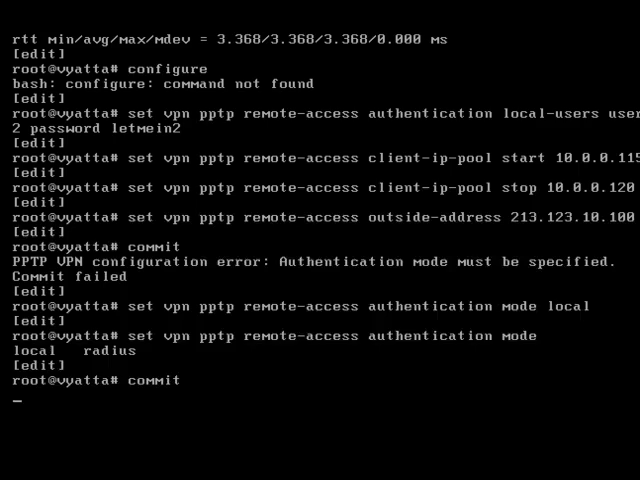 rtt min/avg/max/mdev = 3.368/3.368/3.368/0.000 ms
[edit]
root@vyatta# configure
bash: configure: command not found
[edit]
root@vyatta# set vpn pptp remote-access authentication local-users user
2 password letmein2
[edit]
root@vyatta# set vpn pptp remote-access client-ip-pool start 10.0.0.115
[edit]
root@vyatta# set vpn pptp remote-access client-ip-pool stop 10.0.0.120
[edit]
root@vyatta# set vpn pptp remote-access outside-address 213.123.10.100
[edit]
root@vyatta# commit
PPTP VPN configuration error: Authentication mode must be specified.
Commit failed
[edit]
root@vyatta# set vpn pptp remote-access authentication mode local
[edit]
root@vyatta# set vpn pptp remote-access authentication mode
local   radius
[edit]
root@vyatta# commit
_